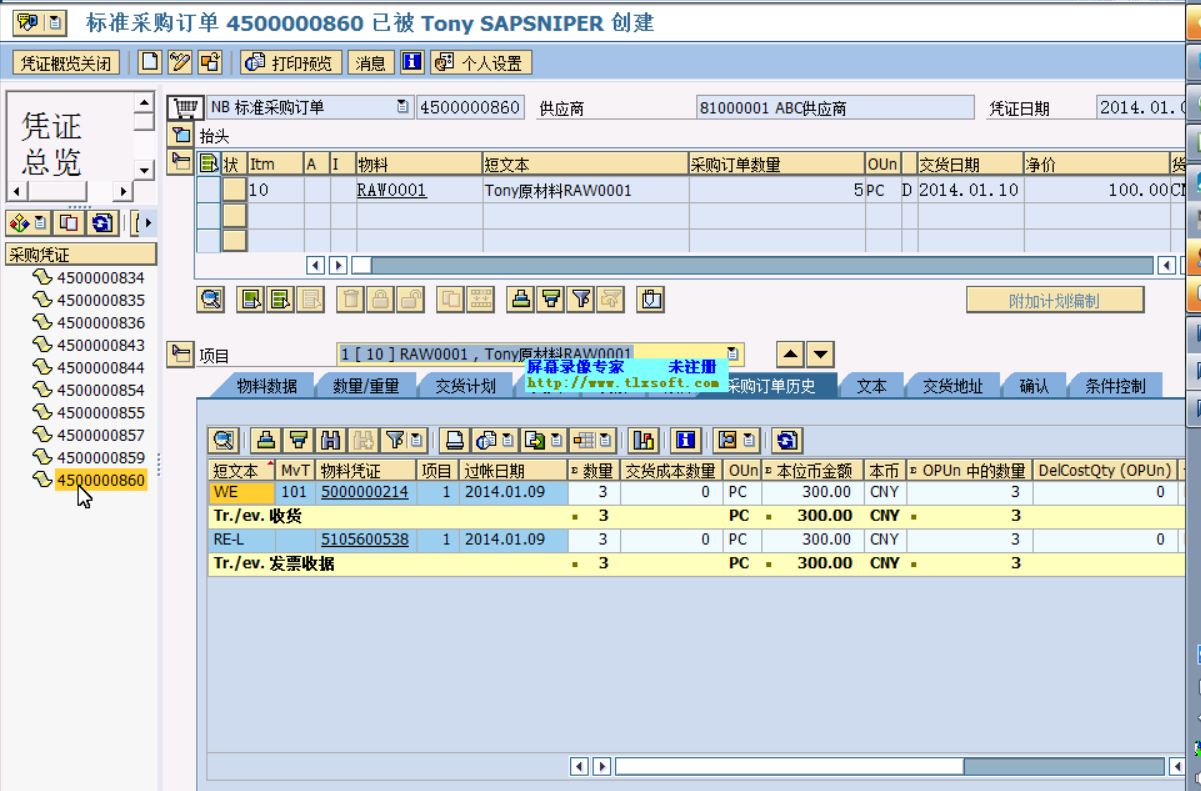 标准采购订单 4500000860 已被 Tony SAPSNIPER 创建
凭证概览关闭 打印预览 消息 个人设置
凭证
总览
NB 标准采购订单 4500000860 供应商 81000001 ABC供应商 凭证日期 2014.01.
抬头
状 Itm A I 物料 短文本 采购订单数量 OUn 交货日期 净价 货
10 RAW0001 Tony原材料RAW0001 5 PC D 2014.01.10 100.00
附加计划编制
采购凭证
4500000834
4500000835
4500000836
4500000843
4500000844
4500000854
4500000855
4500000857
4500000859
4500000860
项目 1 [ 10 ] RAW0001 , Tony原材料RAW0001
屏幕录像专家 未注册
http://www.tlxsoft.com
物料数据 数量/重量 交货计划 采购订单历史 文本 交货地址 确认 条件控制
短文本 MvT 物料凭证 项目 过帐日期 Σ 数量 交货成本数量 OUn Σ 本位币金额 本币 Σ OPUn 中的数量 DelCostQty (OPUn)
WE 101 5000000214 1 2014.01.09 3 0 PC 300.00 CNY 3 0
Tr./ev. 收货 3 PC 300.00 CNY 3
RE-L 5105600538 1 2014.01.09 3 0 PC 300.00 CNY 3 0
Tr./ev. 发票收据 3 PC 300.00 CNY 3